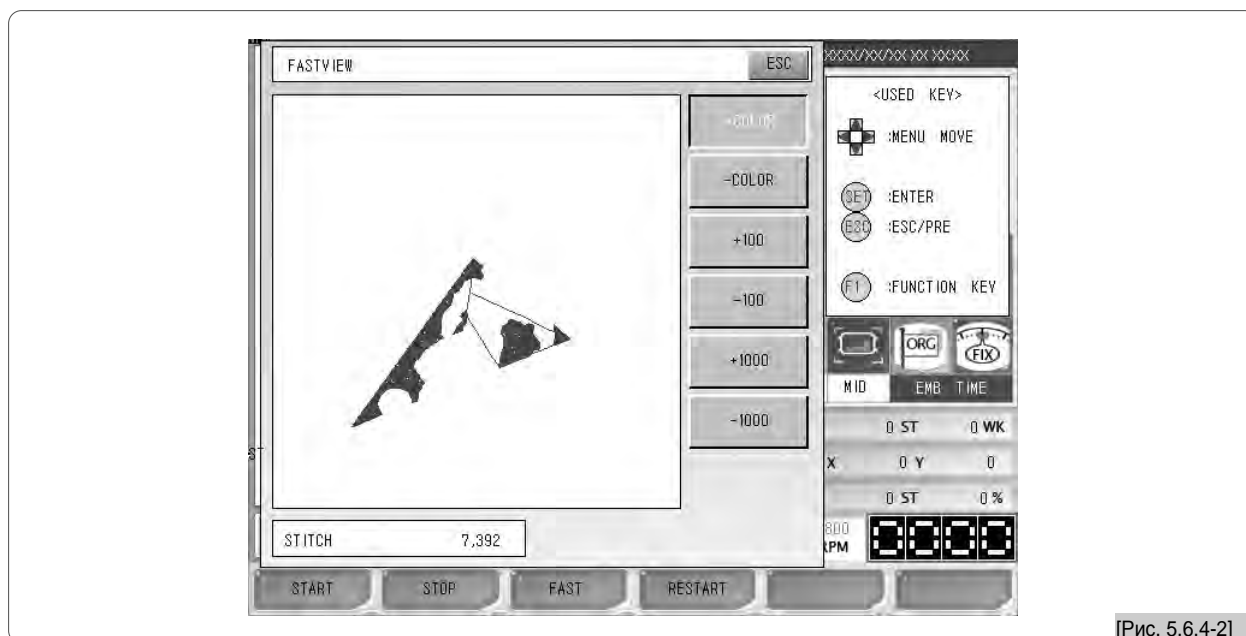 FASTVIEW
ESC
XXXX/XX/XX XX XX:XX
+COLOR
-COLOR
+100
-100
+1000
-1000
STITCH 7,392
<USED KEY>
:MENU MOVE
SET :ENTER
ESC :ESC/PRE
F1 :FUNCTION KEY
ORG
FIX
MID EMB TIME
0 ST 0 WK
X 0 Y 0
0 ST 0 %
800
RPM
START STOP FAST RESTART
[Рис. 5.6.4-2]